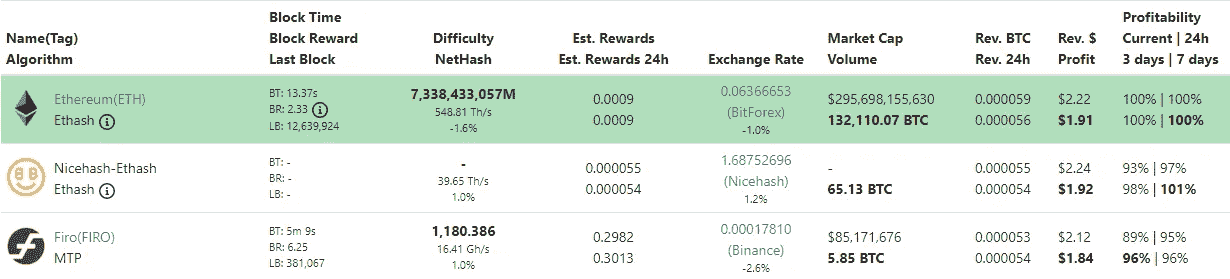 Name(Tag)
Algorithm
Block Time
Block Reward
Last Block
Difficulty
NetHash
Est. Rewards
Est. Rewards 24h
Exchange Rate
Market Cap
Volume
Rev. BTC
Rev. 24h
Rev. $
Profit
Profitability
Current | 24h
3 days | 7 days
Ethereum(ETH)
Ethash
BT: 13.37s
BR: 2.33
LB: 12,639,924
7,338,433,057M
548.81 Th/s
-1.6%
0.0009
0.0009
0.06366653
(BitForex)
-1.0%
$295,698,155,630
132,110.07 BTC
0.000059
0.000056
$2.22
$1.91
100% | 100%
100% | 100%
Nicehash-Ethash
Ethash
BT: -
BR: -
LB: -
-
39.65 Th/s
1.0%
0.000055
0.000054
1.68752696
(Nicehash)
1.2%
-
65.13 BTC
0.000055
0.000054
$2.24
$1.92
93% | 97%
98% | 101%
Firo(FIRO)
MTP
BT: 5m 9s
BR: 6.25
LB: 381,067
1,180.386
16.41 Gh/s
1.0%
0.2982
0.3013
0.00017810
(Binance)
-2.6%
$85,171,676
5.85 BTC
0.000053
0.000054
$2.12
$1.84
89% | 95%
96% | 96%